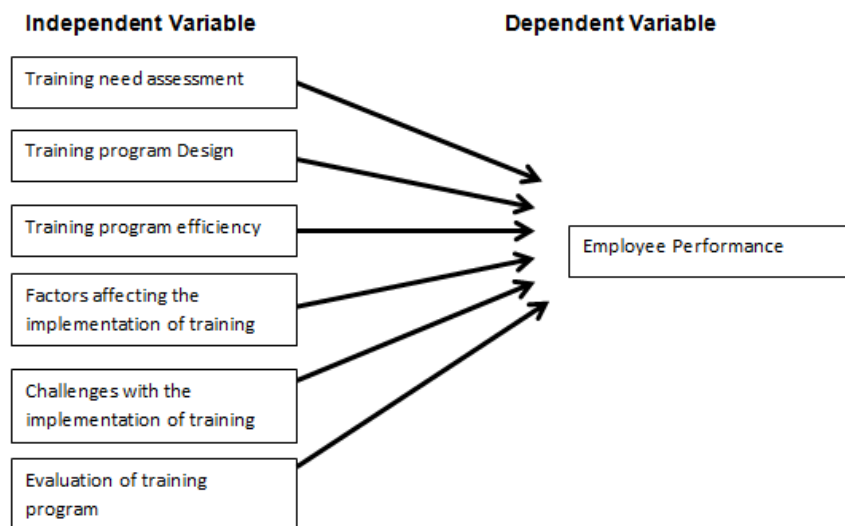 Independent Variable
Dependent Variable
Training need assessment
Training program Design
Training program efficiency
Factors affecting the
implementation of training
Challenges with the
implementation of training
Evaluation of training
program
Employee Performance